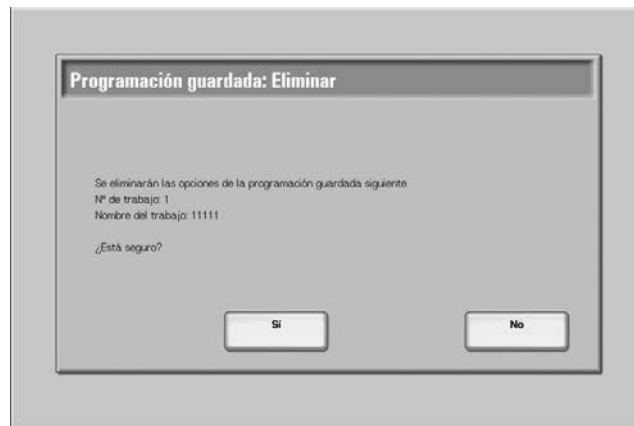 Programación guardada: Eliminar
Se eliminarán las opciones de la programación guardada siguiente.
Nº de trabajo: 1
Nombre del trabajo: 11111
¿Está seguro?
Sí
No